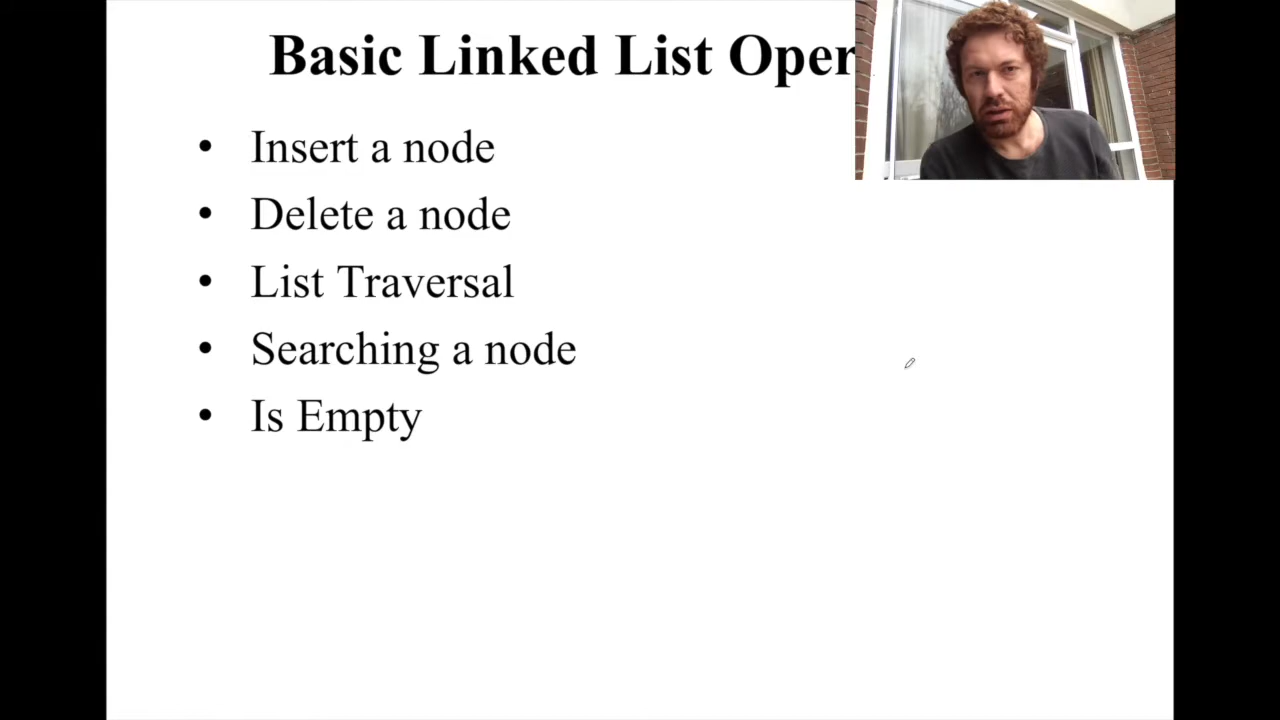 Basic Linked List Oper
• Insert a node
• Delete a node
• List Traversal
• Searching a node
• Is Empty